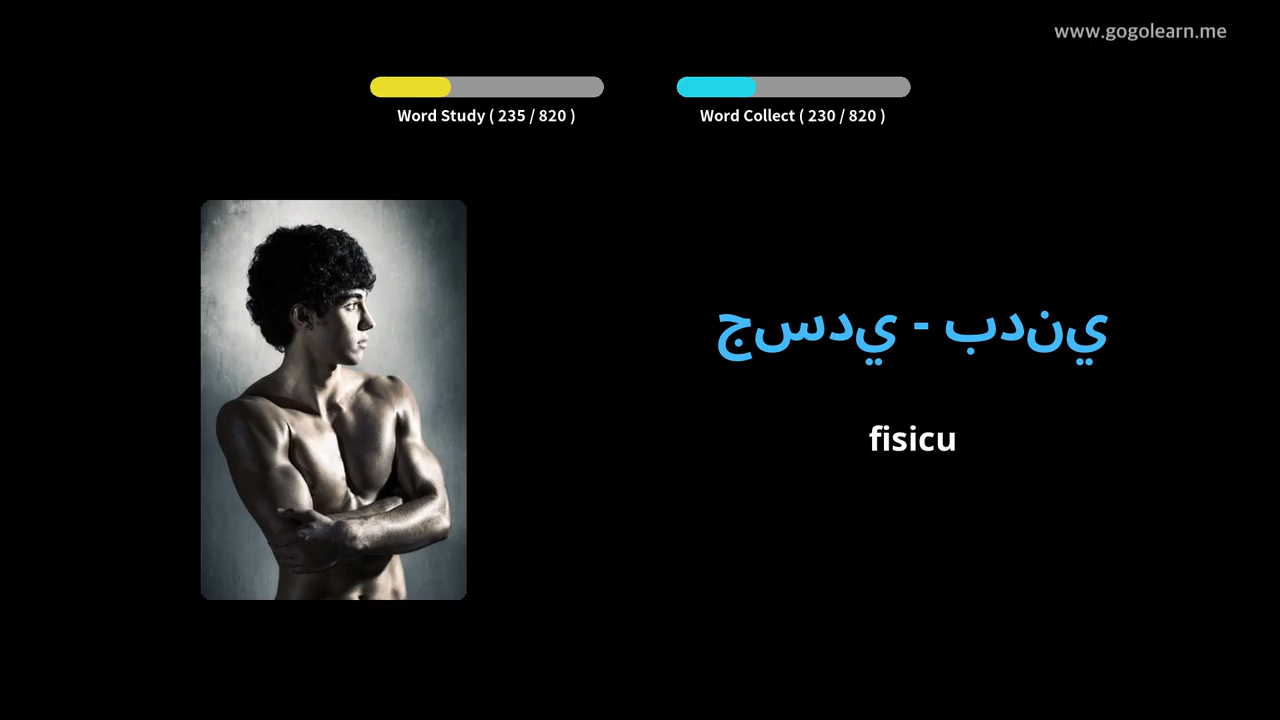 www.gogolearn.me
Word Study ( 235 / 820 )
Word Collect ( 230 / 820 )
جسدي - بدني
fisicu